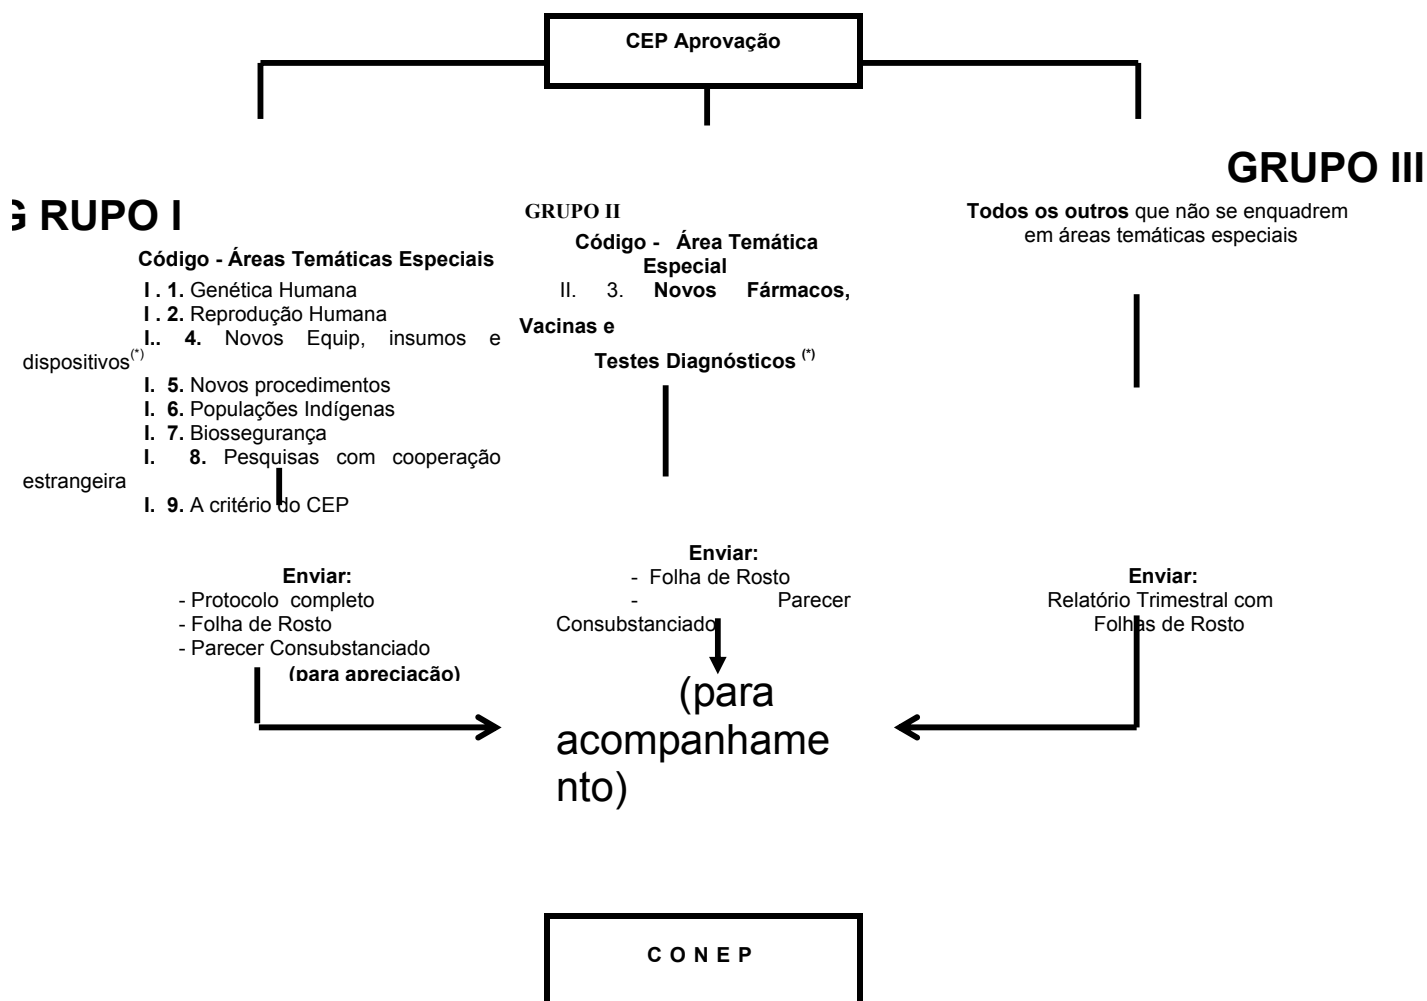 CEP Aprovação
G RUPO I
Código - Áreas Temáticas Especiais
I . 1. Genética Humana
I . 2. Reprodução Humana
I.. 4. Novos Equip, insumos e
dispositivos(*)
I. 5. Novos procedimentos
I. 6. Populações Indígenas
I. 7. Biossegurança
I. 8. Pesquisas com cooperação
estrangeira
I. 9. A critério do CEP
Enviar:
- Protocolo completo
- Folha de Rosto
- Parecer Consubstanciado
(para apreciação)
GRUPO II
Código - Área Temática
Especial
II. 3. Novos Fármacos,
Vacinas e
Testes Diagnósticos (*)
Enviar:
- Folha de Rosto
- Parecer
Consubstanciado
(para
acompanhame
nto)
GRUPO III
Todos os outros que não se enquadrem
em áreas temáticas especiais
Enviar:
Relatório Trimestral com
Folhas de Rosto
C O N E P